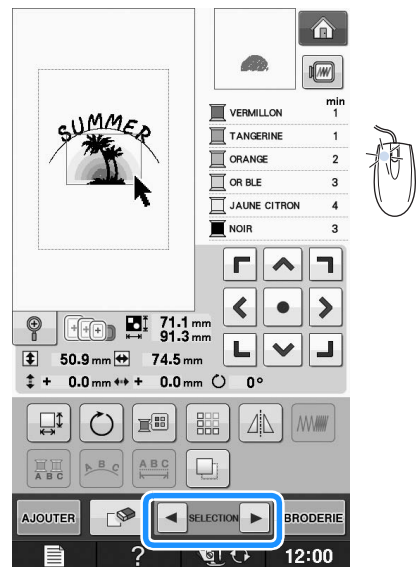 SUMMER
min
VERMILLON 1
TANGERINE 1
ORANGE 2
OR BLE 3
JAUNE CITRON 4
NOIR 3
71.1 mm
91.3 mm
50.9 mm 74.5 mm
+ 0.0 mm + 0.0 mm 0°
A B C A B C A B C
AJOUTER SELECTION BRODERIE
? 12:00